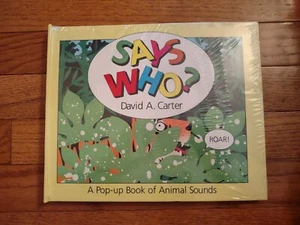 SAYS
WHO?
David A. Carter
ROAR!
A Pop-up Book of Animal Sounds